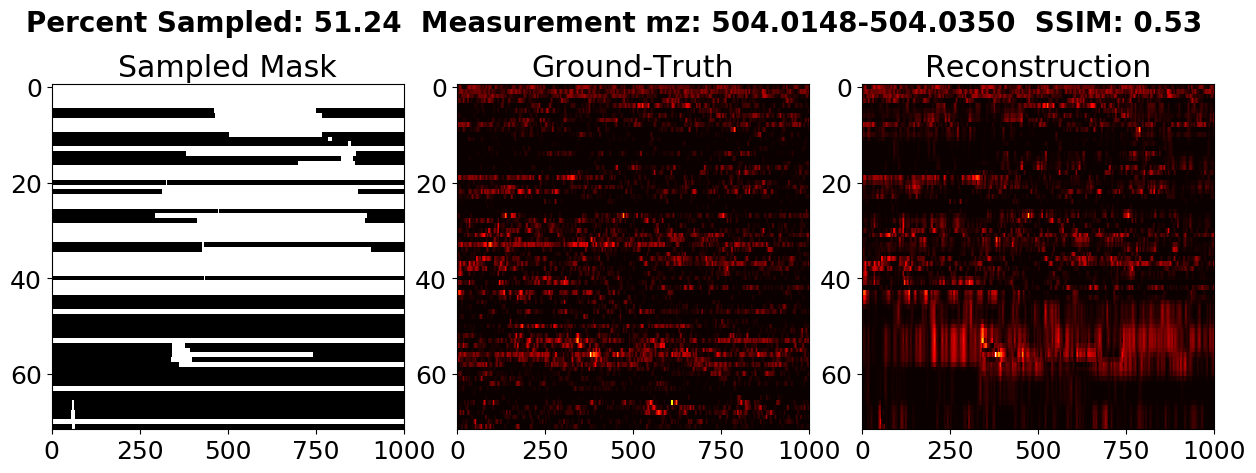 Percent Sampled: 51.24  Measurement mz: 504.0148-504.0350  SSIM: 0.53
Sampled Mask Ground-Truth Reconstruction
0 0 0
20 20 20
40 40 40
60 60 60
0 250 500 750 1000 0 250 500 750 1000 0 250 500 750 1000